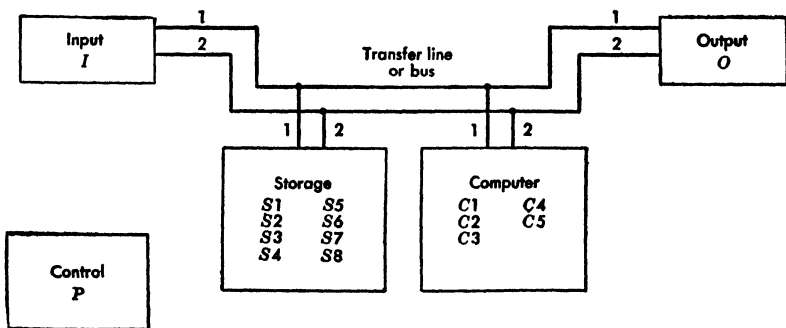 1
1
Input
I
2
2
Output
O
Transfer line
or bus
1
2
1
2
Storage
S1 S5
S2 S6
S3 S7
S4 S8
Computer
C1 C4
C2 C5
C3
Control
P